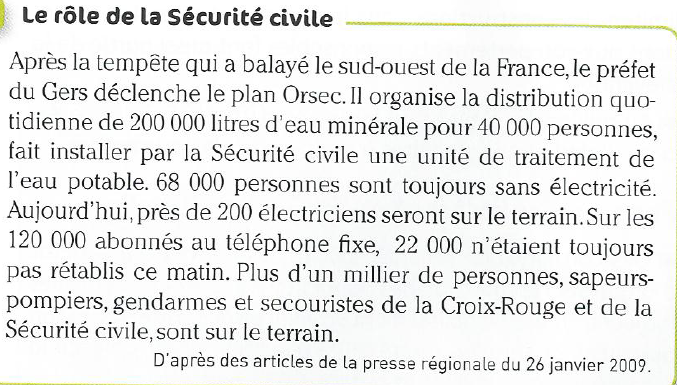 Le rôle de la Sécurité civile
Après la tempête qui a balayé le sud-ouest de la France, le préfet
du Gers déclenche le plan Orsec. Il organise la distribution quo-
tidienne de 200 000 litres d'eau minérale pour 40 000 personnes,
fait installer par la Sécurité civile une unité de traitement de
l'eau potable. 68 000 personnes sont toujours sans électricité.
Aujourd'hui, près de 200 électriciens seront sur le terrain. Sur les
120 000 abonnés au téléphone fixe, 22 000 n'étaient toujours
pas rétablis ce matin. Plus d'un millier de personnes, sapeurs-
pompiers, gendarmes et secouristes de la Croix-Rouge et de la
Sécurité civile, sont sur le terrain.
D'après des articles de la presse régionale du 26 janvier 2009.